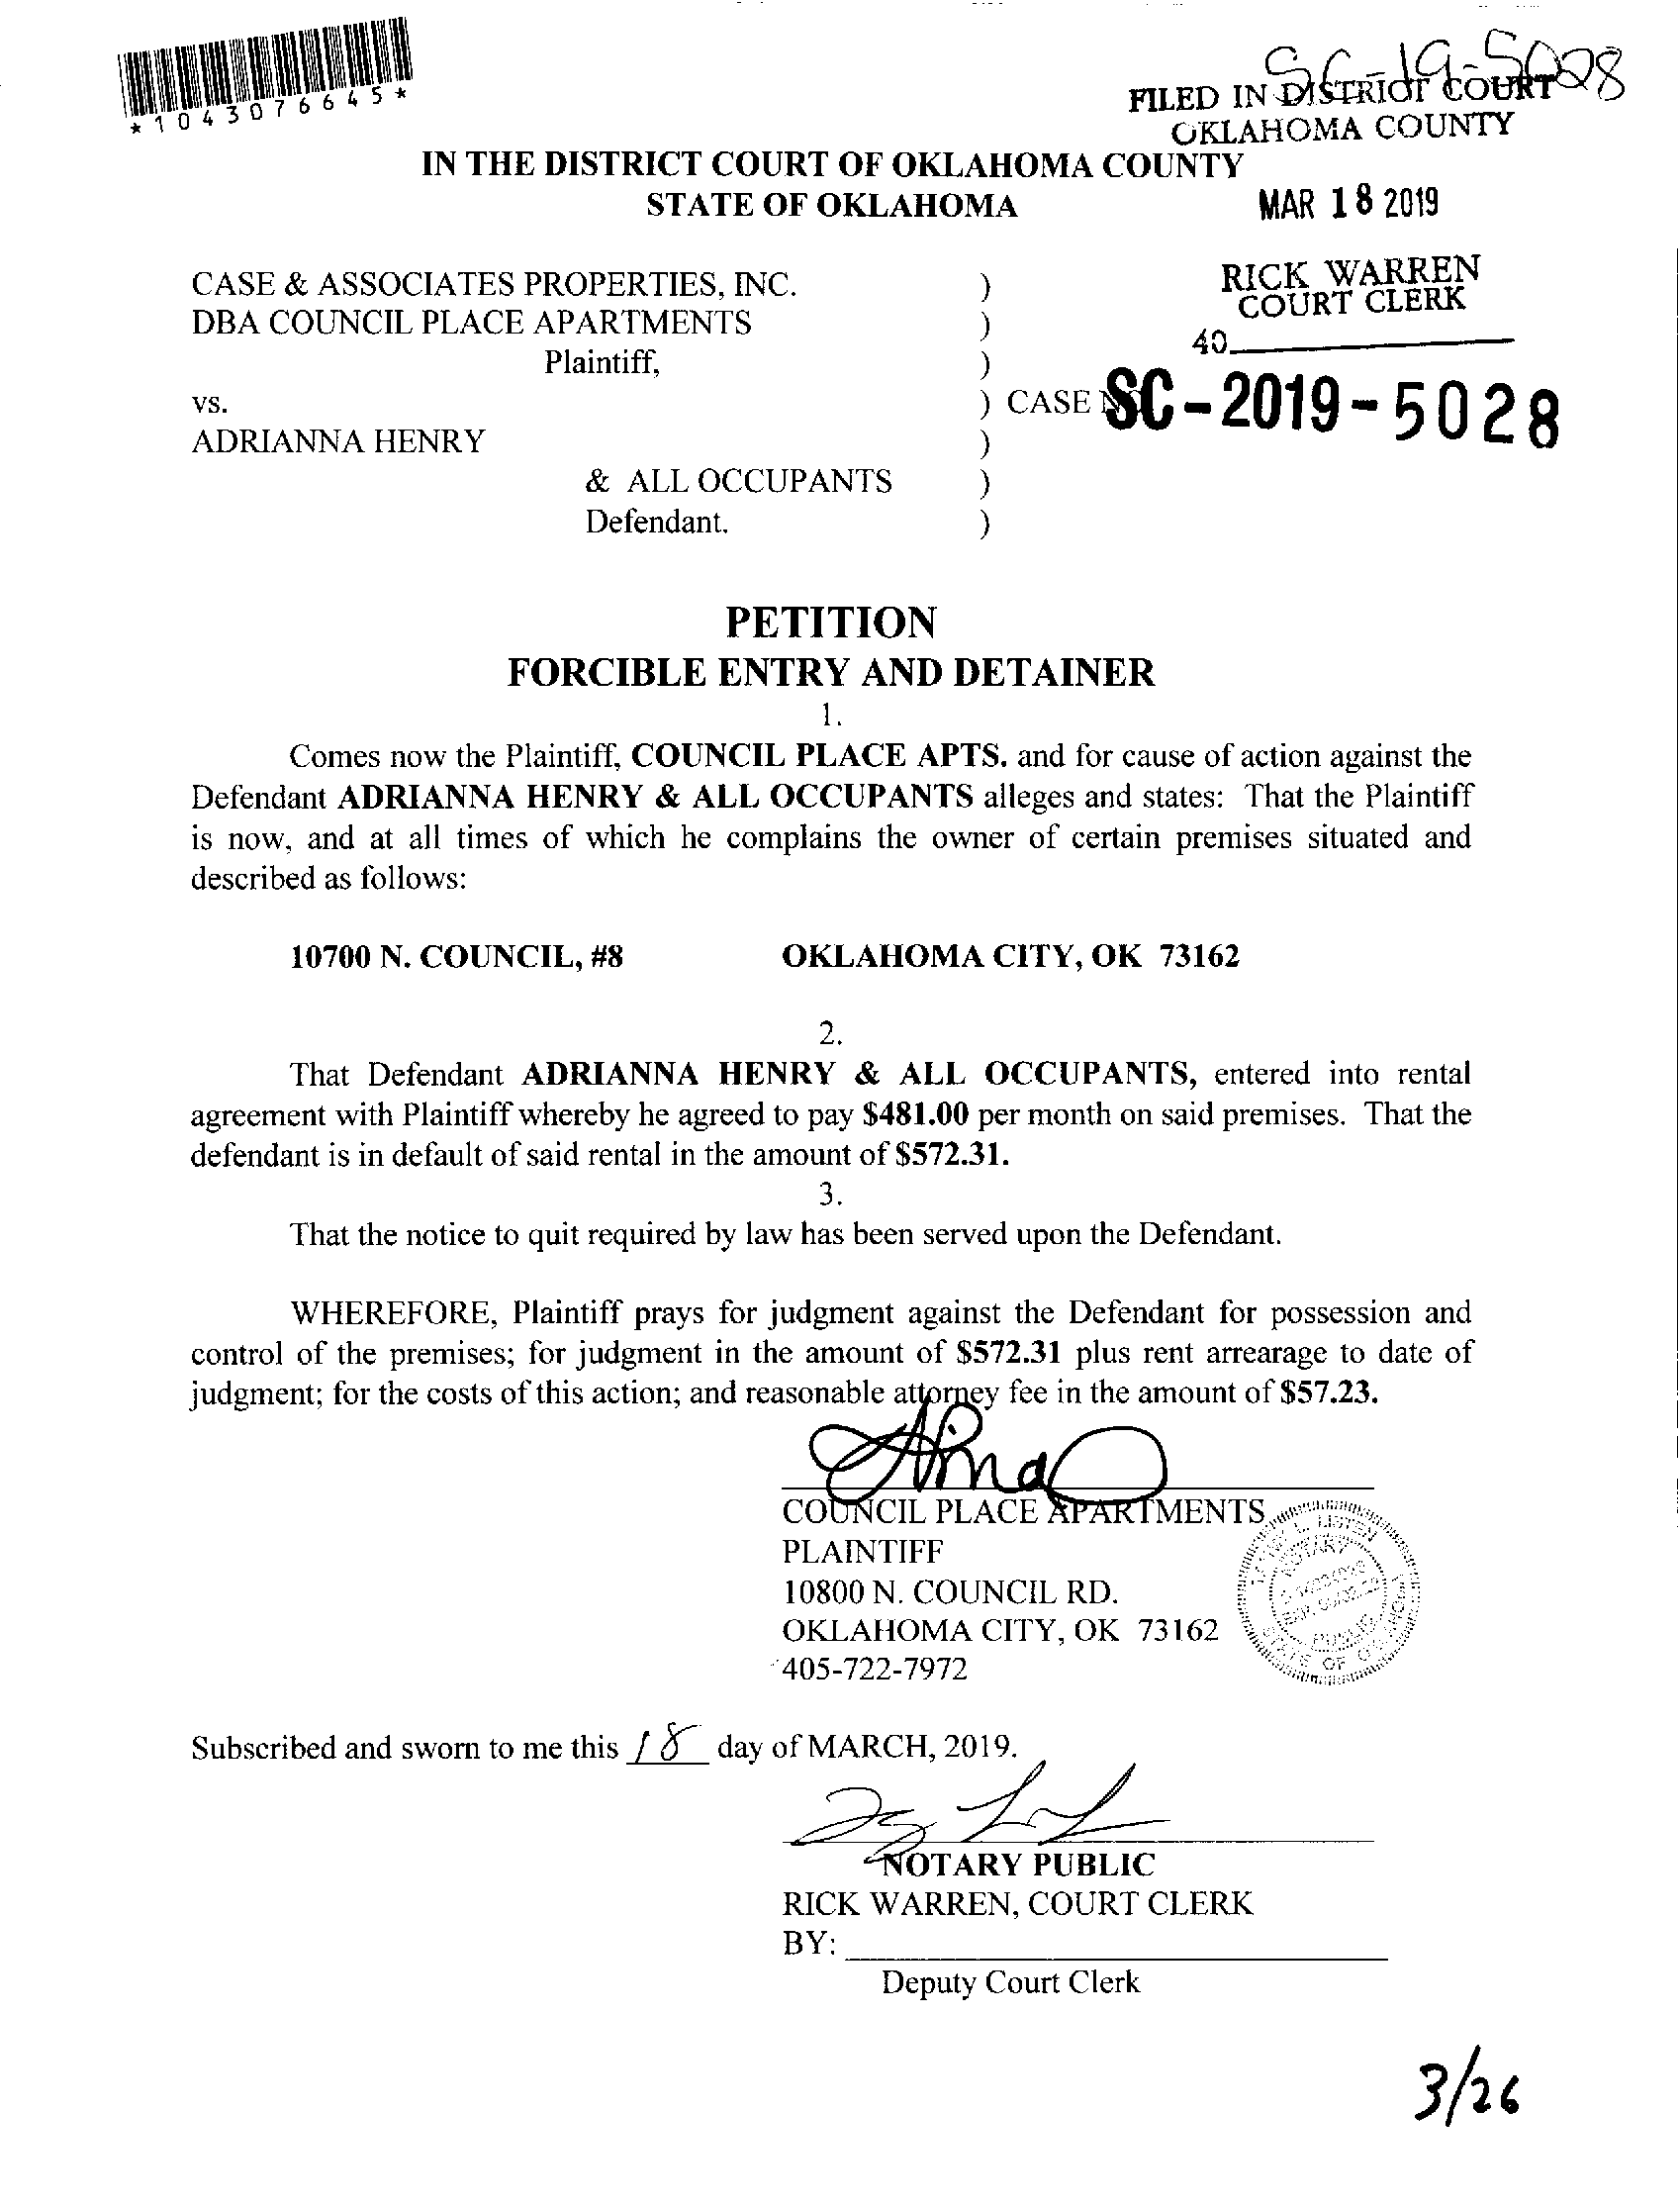 *1043076645*
SC-19-5028
FILED IN DISTRICT COURT
OKLAHOMA COUNTY
IN THE DISTRICT COURT OF OKLAHOMA COUNTY
STATE OF OKLAHOMA
MAR 18 2019
RICK WARREN
COURT CLERK
40
CASE & ASSOCIATES PROPERTIES, INC. )
DBA COUNCIL PLACE APARTMENTS )
Plaintiff, )
vs. ) CASE SC-2019-5028
ADRIANNA HENRY )
& ALL OCCUPANTS )
Defendant. )
PETITION
FORCIBLE ENTRY AND DETAINER
1.
Comes now the Plaintiff, COUNCIL PLACE APTS. and for cause of action against the
Defendant ADRIANNA HENRY & ALL OCCUPANTS alleges and states: That the Plaintiff
is now, and at all times of which he complains the owner of certain premises situated and
described as follows:
10700 N. COUNCIL, #8 OKLAHOMA CITY, OK 73162
2.
That Defendant ADRIANNA HENRY & ALL OCCUPANTS, entered into rental
agreement with Plaintiff whereby he agreed to pay $481.00 per month on said premises. That the
defendant is in default of said rental in the amount of $572.31.
3.
That the notice to quit required by law has been served upon the Defendant.
WHEREFORE, Plaintiff prays for judgment against the Defendant for possession and
control of the premises; for judgment in the amount of $572.31 plus rent arrearage to date of
judgment; for the costs of this action; and reasonable attorney fee in the amount of $57.23.
COUNCIL PLACE APARTMENTS
PLAINTIFF
10800 N. COUNCIL RD.
OKLAHOMA CITY, OK 73162
405-722-7972
L. LISTEN
NOTARY
PUBLIC
STATE OF OKLAHOMA
Subscribed and sworn to me this 18 day of MARCH, 2019.
NOTARY PUBLIC
RICK WARREN, COURT CLERK
BY:
Deputy Court Clerk
3/26